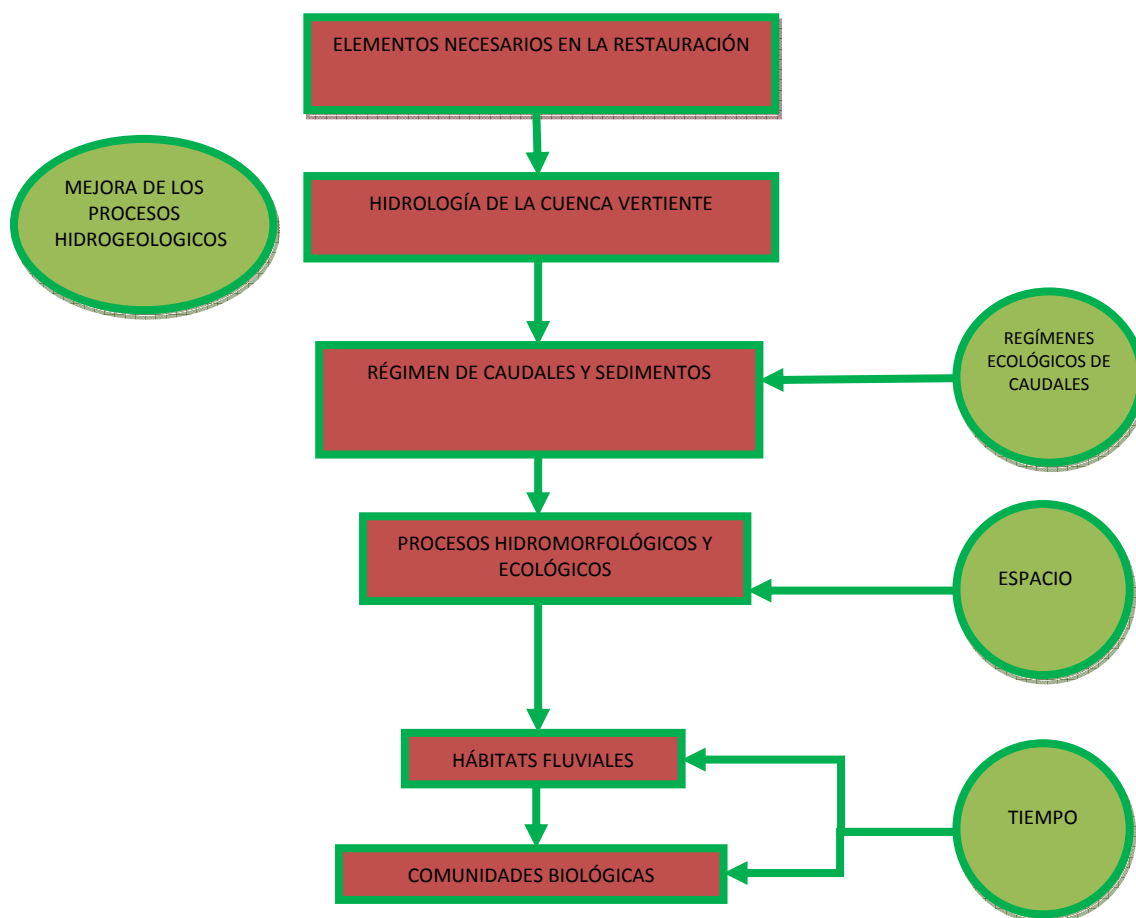 ELEMENTOS NECESARIOS EN LA RESTAURACIÓN
MEJORA DE LOS
PROCESOS
HIDROGEOLOGICOS
HIDROLOGÍA DE LA CUENCA VERTIENTE
RÉGIMEN DE CAUDALES Y SEDIMENTOS
REGÍMENES
ECOLÓGICOS DE
CAUDALES
PROCESOS HIDROMORFOLÓGICOS Y
ECOLÓGICOS
ESPACIO
HÁBITATS FLUVIALES
TIEMPO
COMUNIDADES BIOLÓGICAS